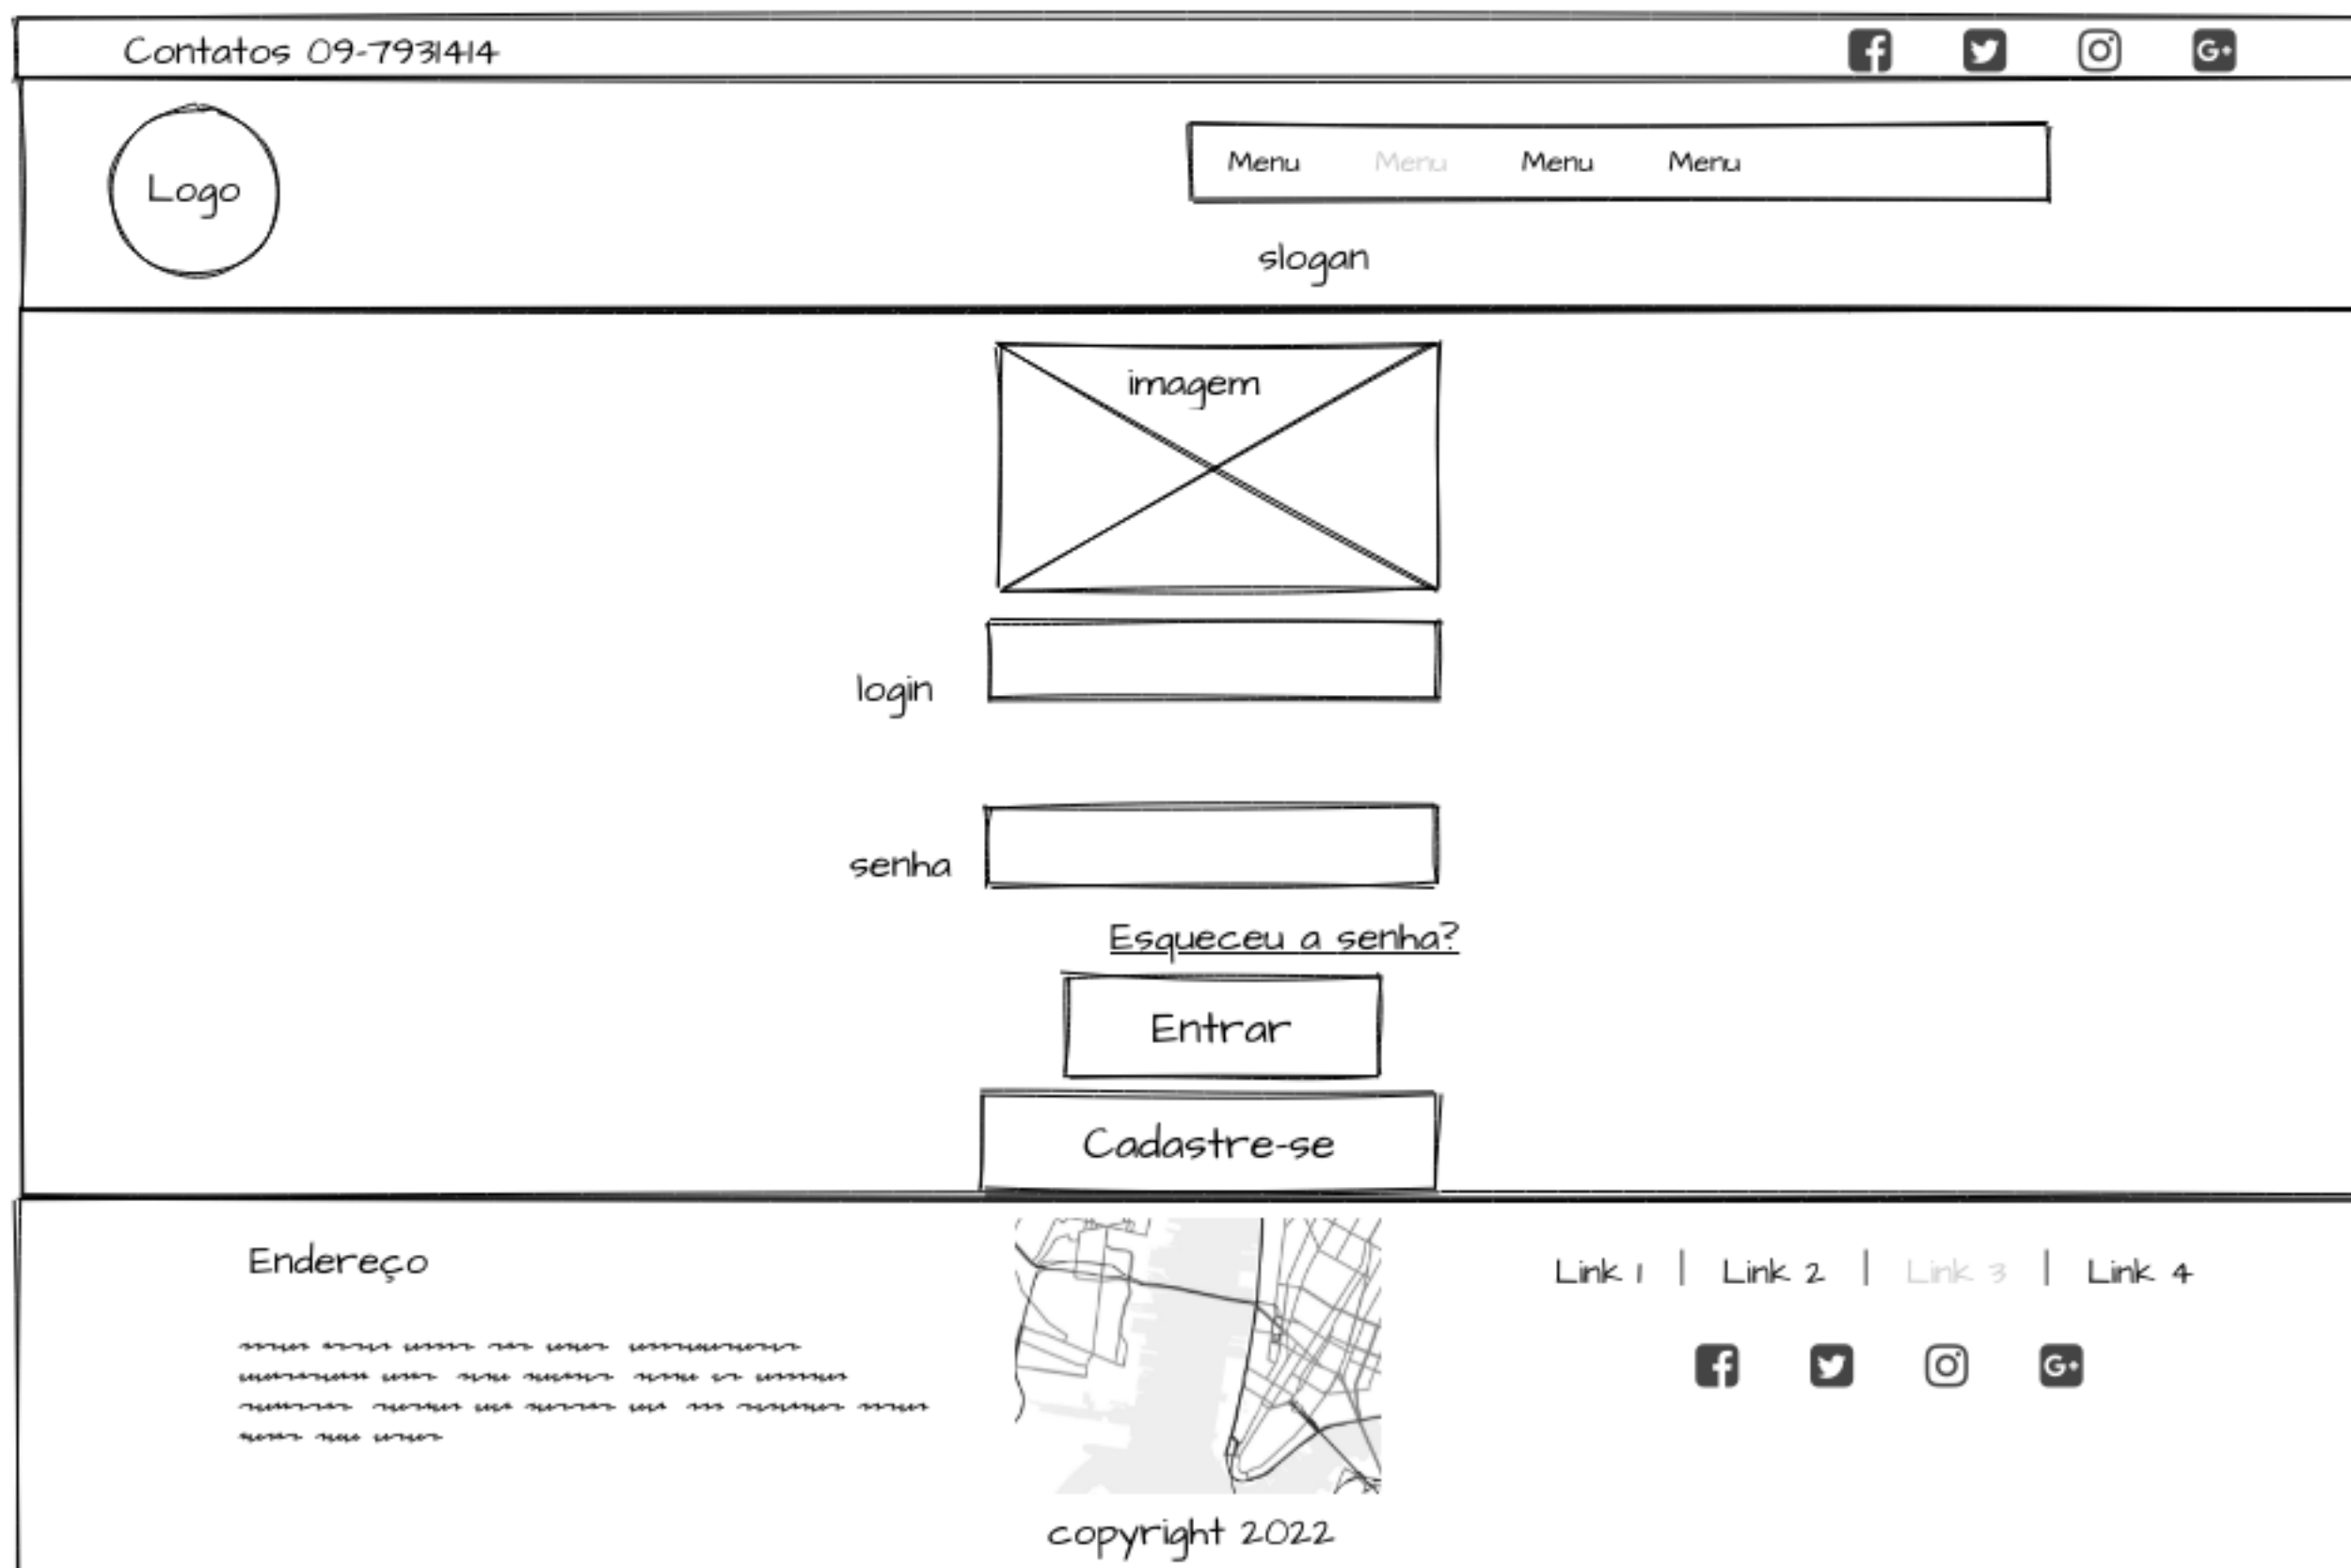 Contatos 09-7931414
Logo
Menu Menu Menu Menu
slogan
imagem
login
senha
Esqueceu a senha?
Entrar
Cadastre-se
Endereço
Link 1 | Link 2 | Link 3 | Link 4
copyright 2022